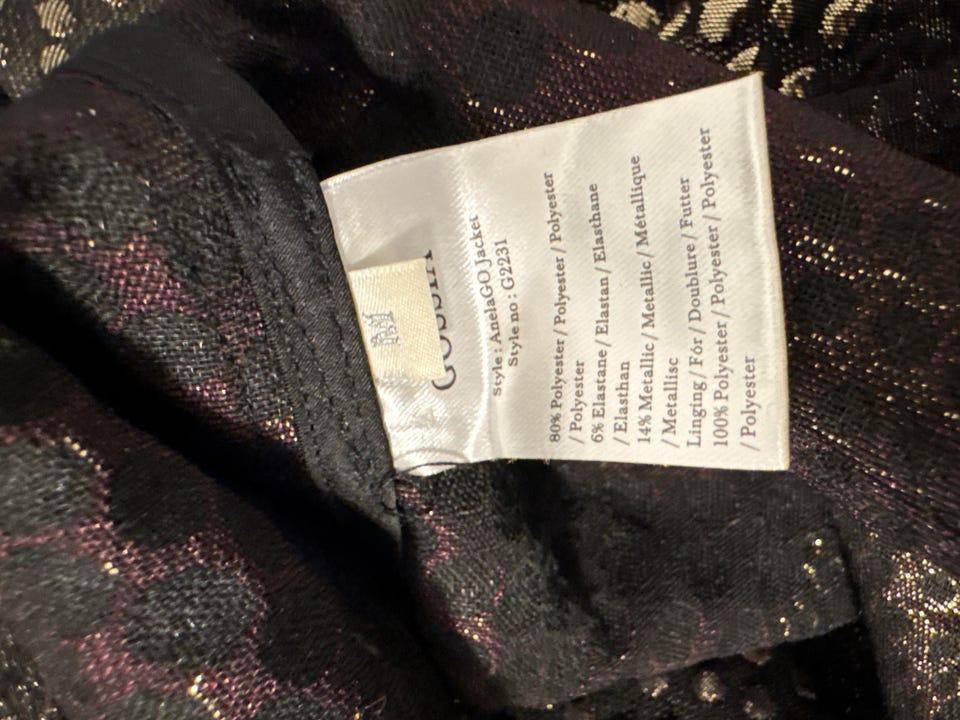 M
GOSSIA
Style : AnelaGO Jacket
Style no : G2231
80% Polyester / Polyester / Polyester
/ Polyester
6% Elastane / Elastan / Elasthane
/ Elasthan
14% Metallic / Metallic / Métallique
/ Metallisc
Linging / Fór / Doublure / Futter
100% Polyester / Polyester / Polyester
/ Polyester